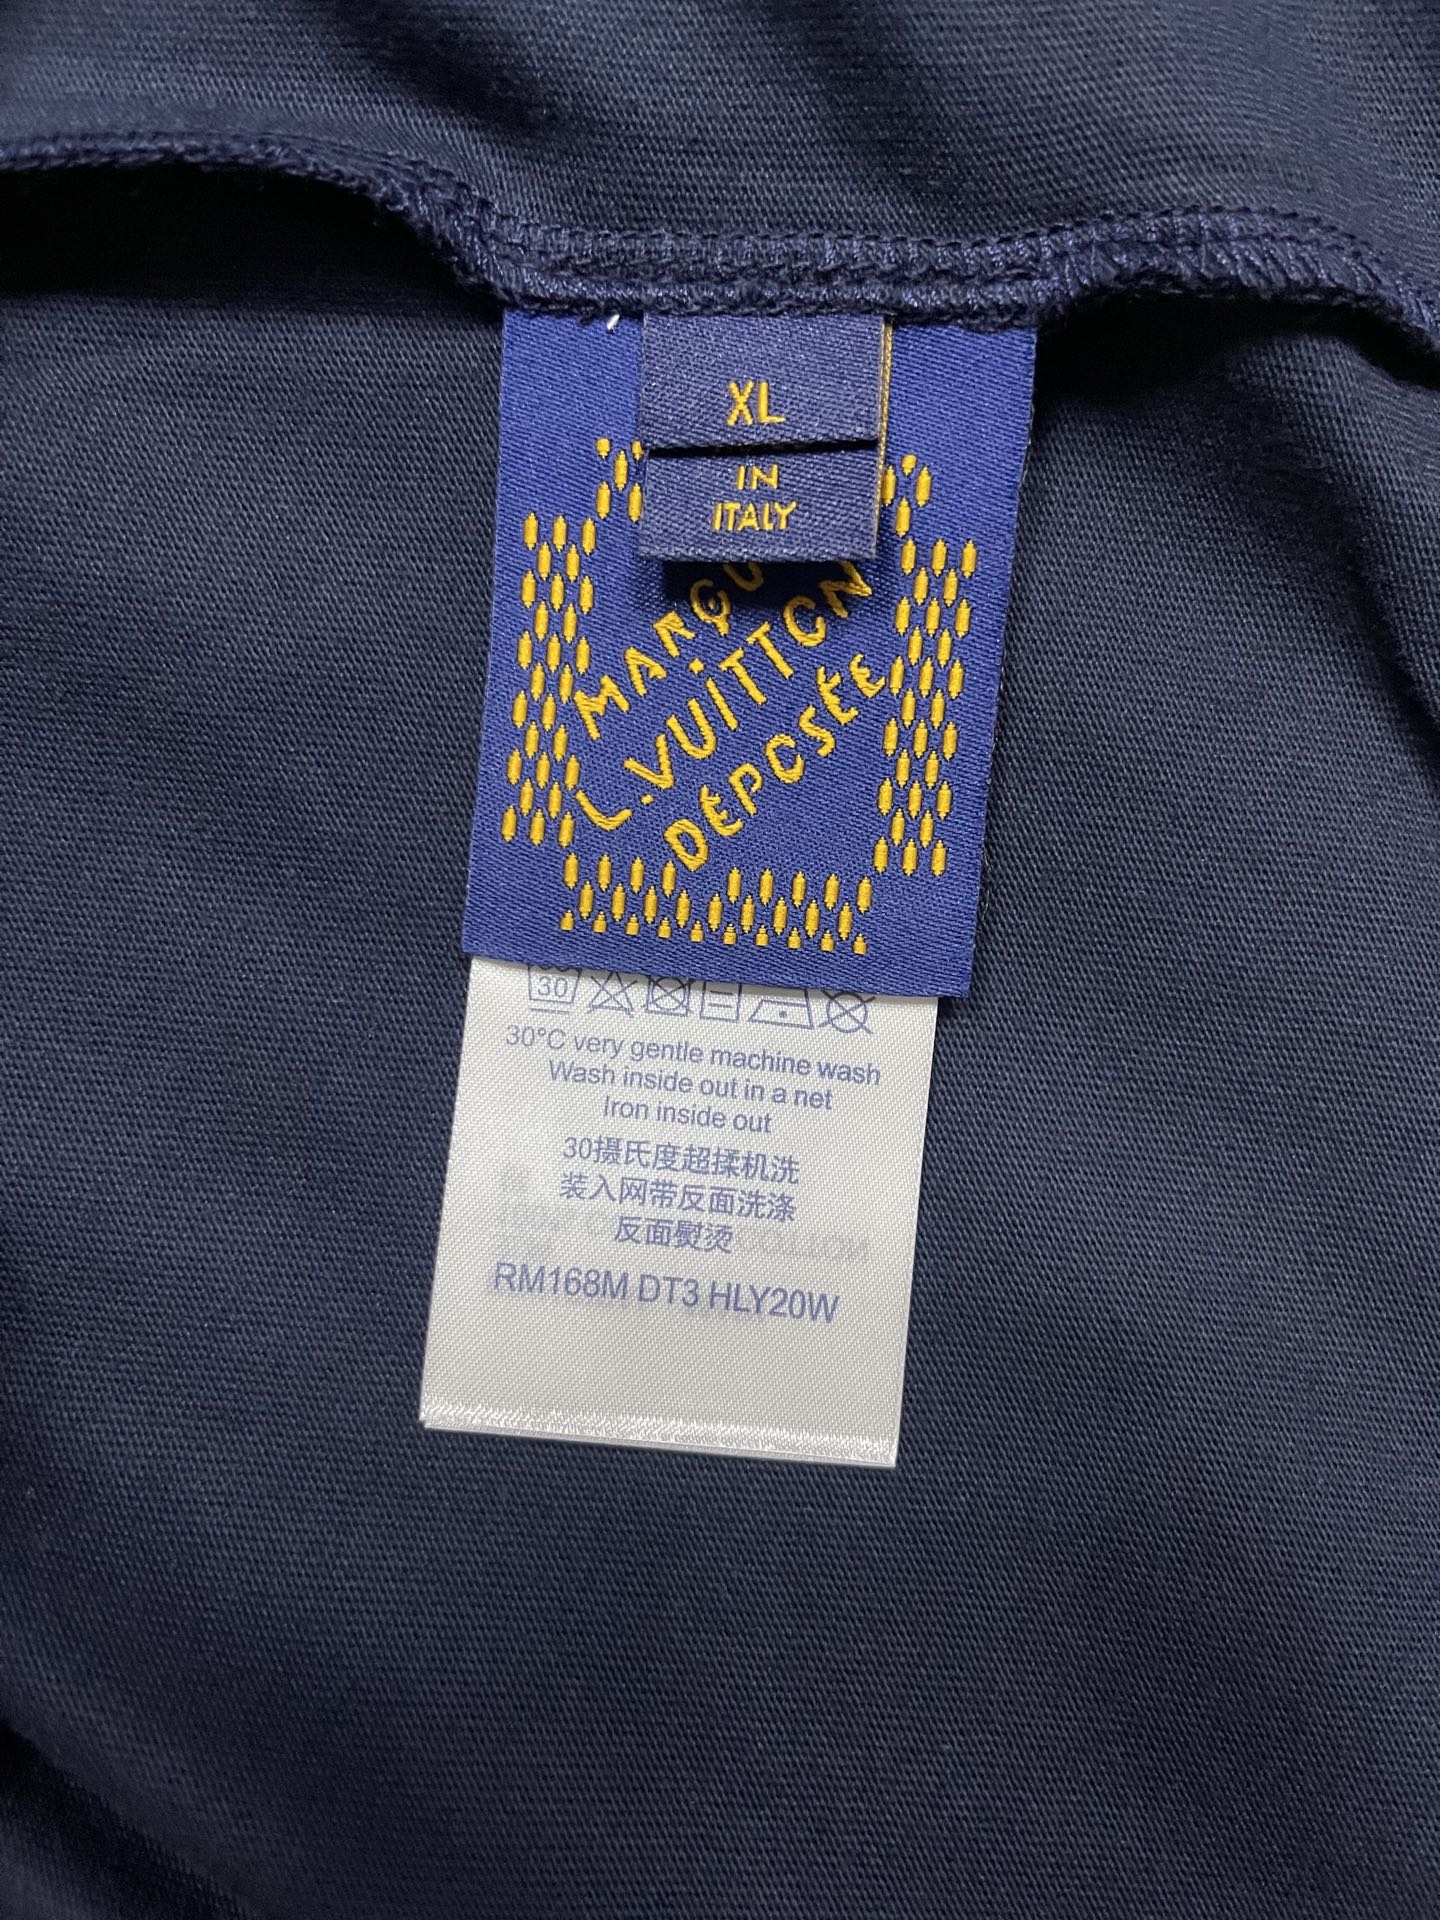 XL
IN
ITALY
MARQU
L.VUITTON
DÉPOSÉE
30
30°C very gentle machine wash
Wash inside out in a net
Iron inside out
30摄氏度超揉机洗
装入网带反面洗涤
反面熨烫
RM168M DT3 HLY20W